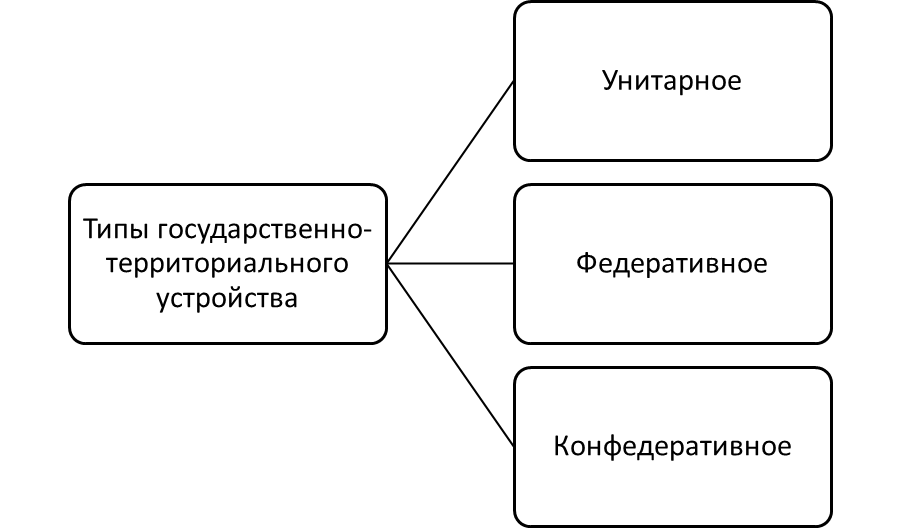 Типы государственно-
территориального
устройства
Унитарное
Федеративное
Конфедеративное